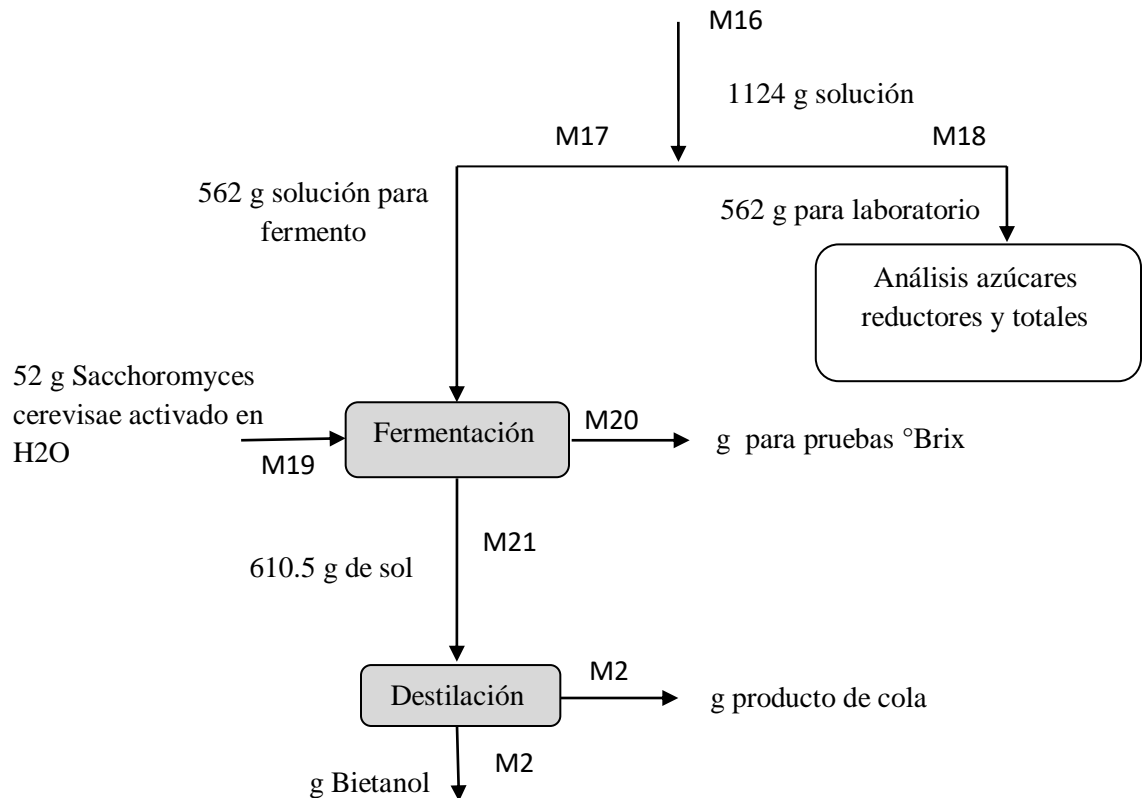 M16
1124 g solución
M17
M18
562 g solución para
fermento
562 g para laboratorio
Análisis azúcares
reductores y totales
52 g Sacchoromyces
cerevisae activado en
H2O
M19
Fermentación
M20
g para pruebas °Brix
M21
610.5 g de sol
Destilación
M2
g producto de cola
M2
g Bietanol